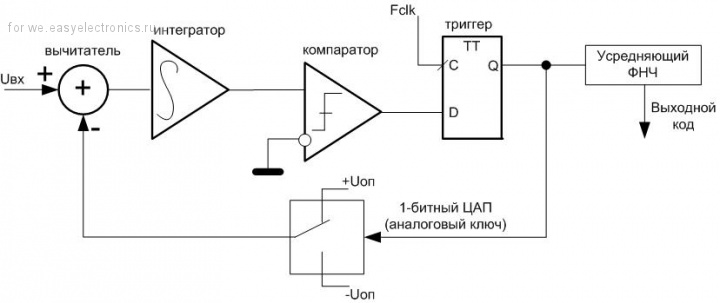 for we.easyelectronics.ru
Fclk
интегратор
триггер
вычитатель
компаратор
TT
Uвх
+
+
C
Q
Усредняющий
ФНЧ
D
-
Выходной
код
+Uоп
1-битный ЦАП
(аналоговый ключ)
-Uоп